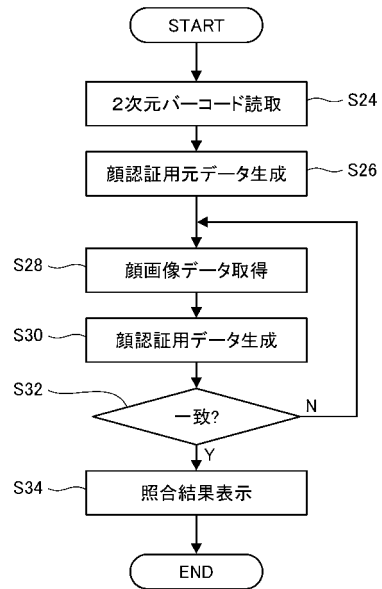 START
2次元バーコード読取
S24
顔認証用元データ生成
S26
S28
顔画像データ取得
S30
顔認証用データ生成
S32
一致?
N
Y
S34
照合結果表示
END